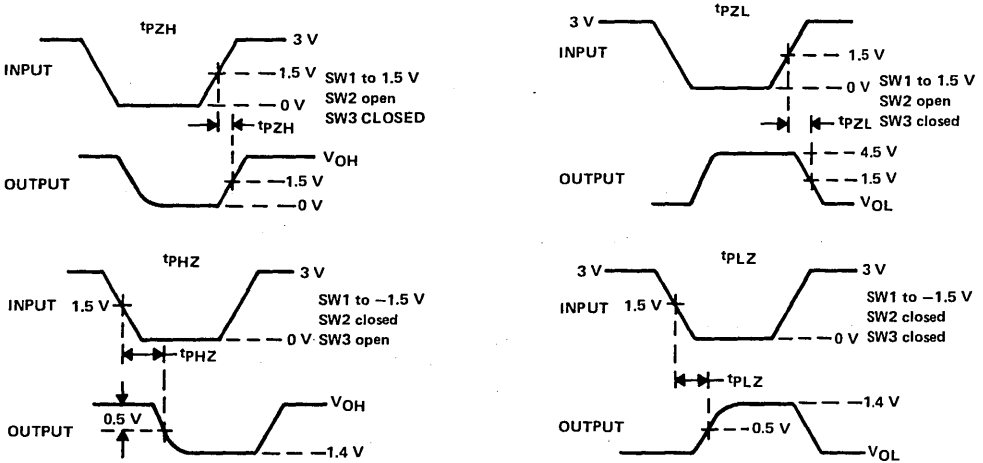 tPZH
3 V
INPUT
1.5 V
0 V
SW1 to 1.5 V
SW2 open
SW3 CLOSED
tPZH
VOH
OUTPUT
1.5 V
0 V
tPZL
3 V
INPUT
1.5 V
0 V
SW1 to 1.5 V
SW2 open
SW3 closed
tPZL
4.5 V
OUTPUT
1.5 V
VOL
tPHZ
3 V
INPUT
1.5 V
0 V
SW1 to −1.5 V
SW2 closed
SW3 open
tPHZ
VOH
0.5 V
OUTPUT
1.4 V
tPLZ
3 V
3 V
INPUT
1.5 V
0 V
SW1 to −1.5 V
SW2 closed
SW3 closed
tPLZ
1.4 V
OUTPUT
0.5 V
VOL